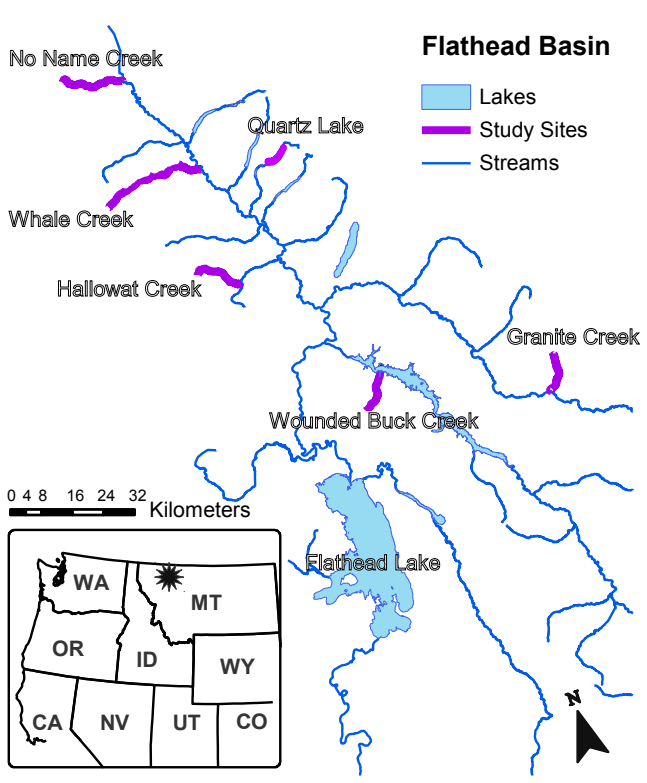 Flathead Basin
No Name Creek
Lakes
Quartz Lake
Study Sites
Streams
Whale Creek
Hallowat Creek
Granite Creek
Wounded Buck Creek
0 4 8 16 24 32
Kilometers
Flathead Lake
WA
MT
OR
ID
WY
CA
NV
UT
CO
N